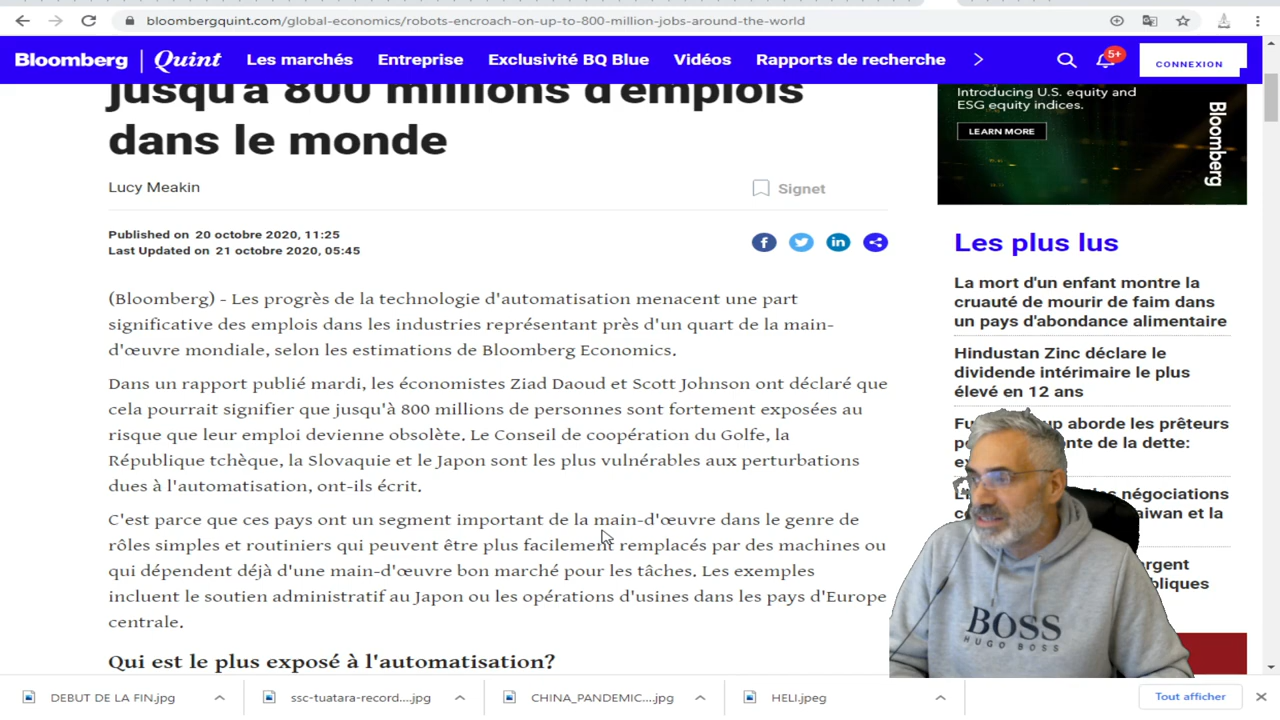 bloombergquint.com/global-economics/robots-encroach-on-up-to-800-million-jobs-around-the-world
Bloomberg | Quint Les marchés Entreprise Exclusivité BQ Blue Vidéos Rapports de recherche 5+ CONNEXION
jusqu'à 800 millions d'emplois
dans le monde
Lucy Meakin
Signet
Published on 20 octobre 2020, 11:25
Last Updated on 21 octobre 2020, 05:45
(Bloomberg) - Les progrès de la technologie d'automatisation menacent une part
significative des emplois dans les industries représentant près d'un quart de la main-
d'œuvre mondiale, selon les estimations de Bloomberg Economics.
Dans un rapport publié mardi, les économistes Ziad Daoud et Scott Johnson ont déclaré que
cela pourrait signifier que jusqu'à 800 millions de personnes sont fortement exposées au
risque que leur emploi devienne obsolète. Le Conseil de coopération du Golfe, la
République tchèque, la Slovaquie et le Japon sont les plus vulnérables aux perturbations
dues à l'automatisation, ont-ils écrit.
C'est parce que ces pays ont un segment important de la main-d'œuvre dans le genre de
rôles simples et routiniers qui peuvent être plus facilement remplacés par des machines ou
qui dépendent déjà d'une main-d'œuvre bon marché pour les tâches. Les exemples
incluent le soutien administratif au Japon ou les opérations d'usines dans les pays d'Europe
centrale.
Qui est le plus exposé à l'automatisation?
Introducing U.S. equity and
ESG equity indices.
LEARN MORE
Bloomberg
Les plus lus
La mort d'un enfant montre la
cruauté de mourir de faim dans
un pays d'abondance alimentaire
Hindustan Zinc déclare le
dividende intérimaire le plus
élevé en 12 ans
aborde les prêteurs
de la dette:
négociations
et la
BOSS
HUGO BOSS
DEBUT DE LA FIN.jpg
ssc-tuatara-record....jpg
CHINA_PANDEMIC....jpg
HELI.jpeg
Tout afficher